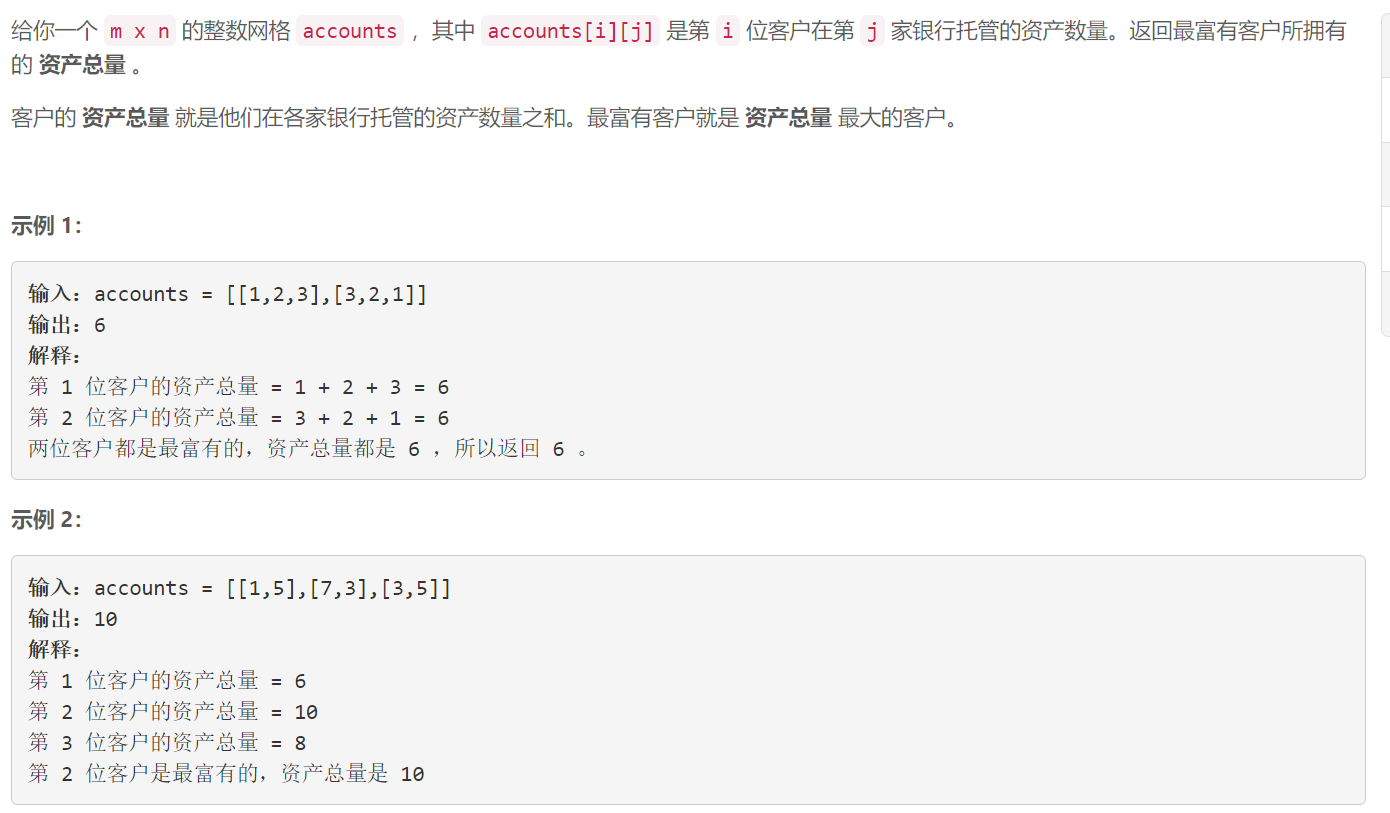 给你一个 m x n 的整数网格 accounts ，其中 accounts[i][j] 是第 i 位客户在第 j 家银行托管的资产数量。返回最富有客户所拥有
的 资产总量 。
客户的 资产总量 就是他们在各家银行托管的资产数量之和。最富有客户就是 资产总量 最大的客户。
示例 1：
输入：accounts = [[1,2,3],[3,2,1]]
输出：6
解释：
第 1 位客户的资产总量 = 1 + 2 + 3 = 6
第 2 位客户的资产总量 = 3 + 2 + 1 = 6
两位客户都是最富有的，资产总量都是 6 ，所以返回 6 。
示例 2：
输入：accounts = [[1,5],[7,3],[3,5]]
输出：10
解释：
第 1 位客户的资产总量 = 6
第 2 位客户的资产总量 = 10
第 3 位客户的资产总量 = 8
第 2 位客户是最富有的，资产总量是 10